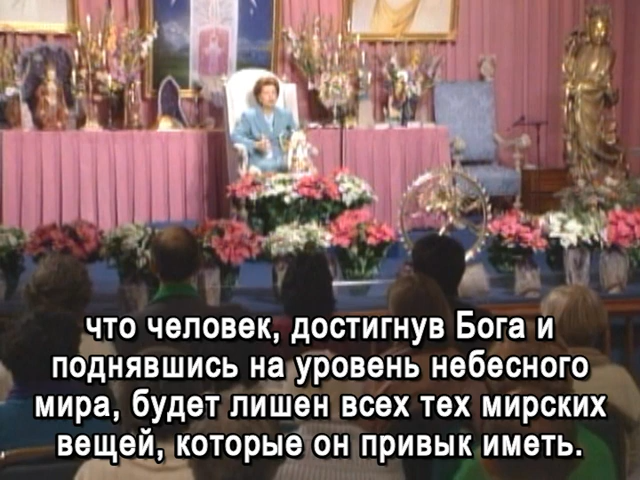 что человек, достигнув Бога и
поднявшись на уровень небесного
мира, будет лишен всех тех мирских
вещей, которые он привык иметь.